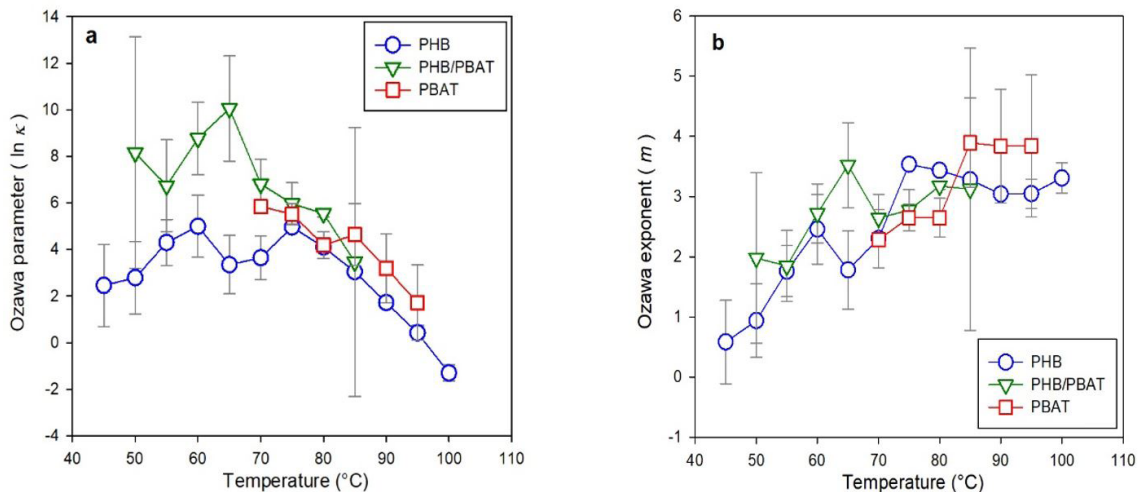 a
Ozawa parameter ( ln κ )
14
12
10
8
6
4
2
0
-2
-4
PHB
PHB/PBAT
PBAT
40 50 60 70 80 90 100 110
Temperature (°C)
b
Ozawa exponent ( m )
6
5
4
3
2
1
0
-1
PHB
PHB/PBAT
PBAT
40 50 60 70 80 90 100 110
Temperature (°C)